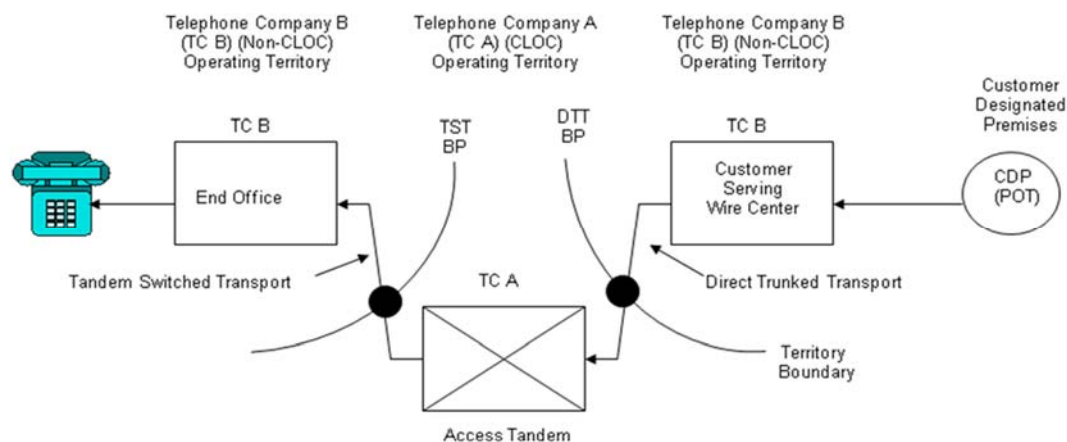 Telephone Company B
(TC B) (Non-CLOC)
Operating Territory
Telephone Company A
(TC A) (CLOC)
Operating Territory
Telephone Company B
(TC B) (Non-CLOC)
Operating Territory
Customer
Designated
Premises
TC B
TST
BP
DTT
BP
TC B
End Office
Customer
Serving
Wire Center
CDP
(POT)
Tandem Switched Transport
TC A
Direct Trunked Transport
Territory
Boundary
Access Tandem